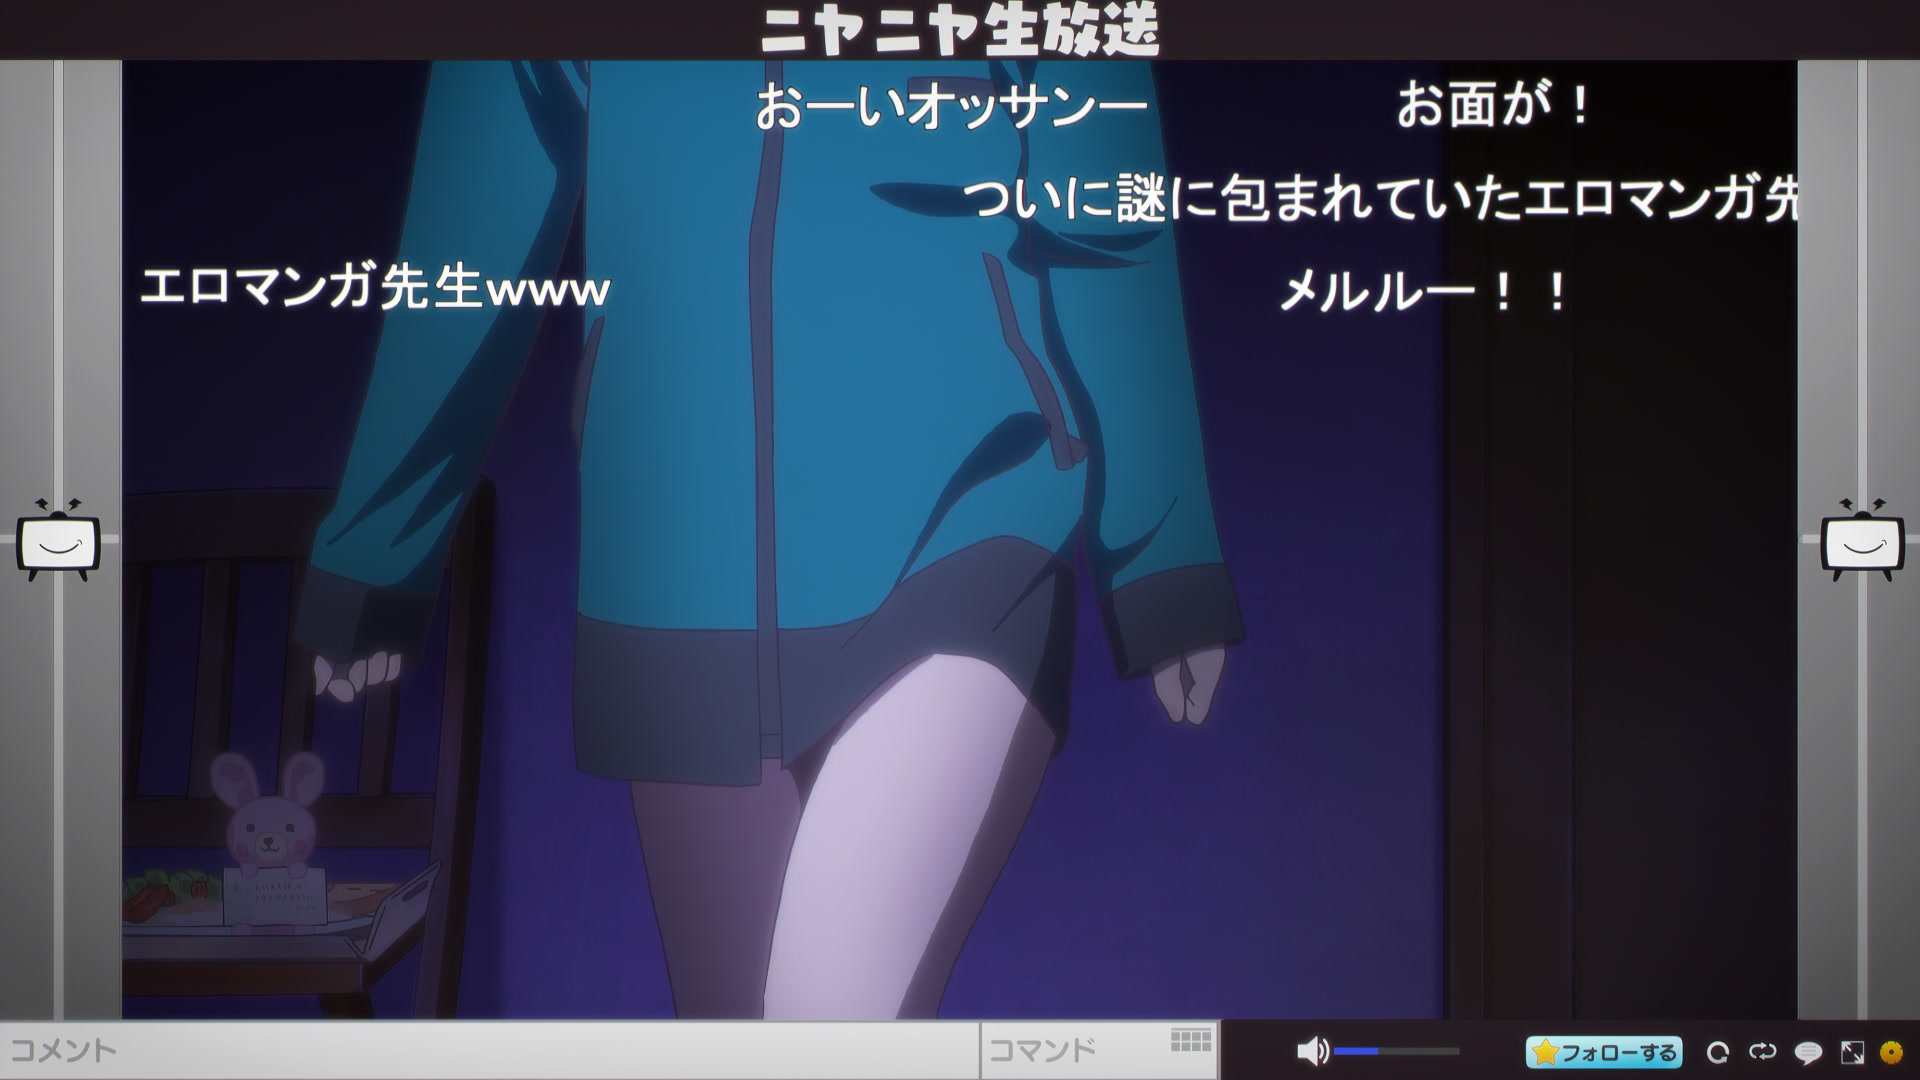 ニヤニヤ生放送
おーいオッサンー
お面が！
ついに謎に包まれていたエロマンガ先
エロマンガ先生www
メルルー！！
コメント
コマンド
フォローする